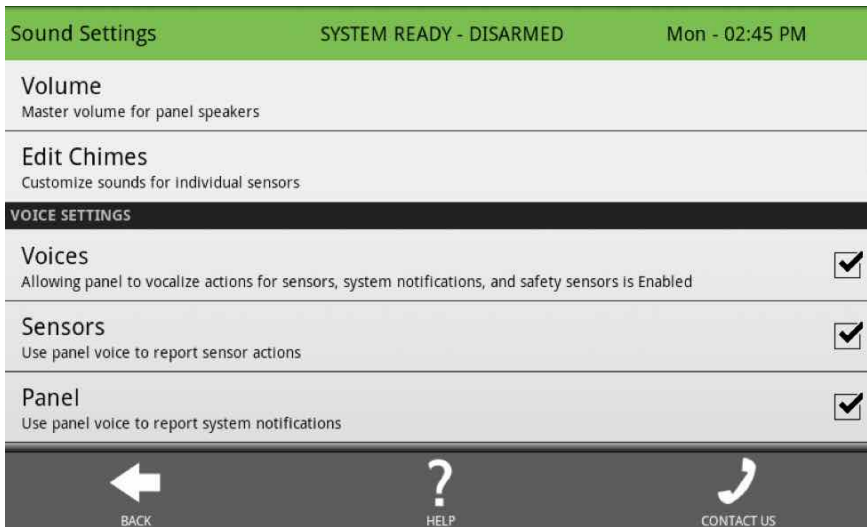 Sound Settings SYSTEM READY - DISARMED Mon - 02:45 PM
Volume
Master volume for panel speakers
Edit Chimes
Customize sounds for individual sensors
VOICE SETTINGS
Voices
Allowing panel to vocalize actions for sensors, system notifications, and safety sensors is Enabled
Sensors
Use panel voice to report sensor actions
Panel
Use panel voice to report system notifications
BACK HELP CONTACT US